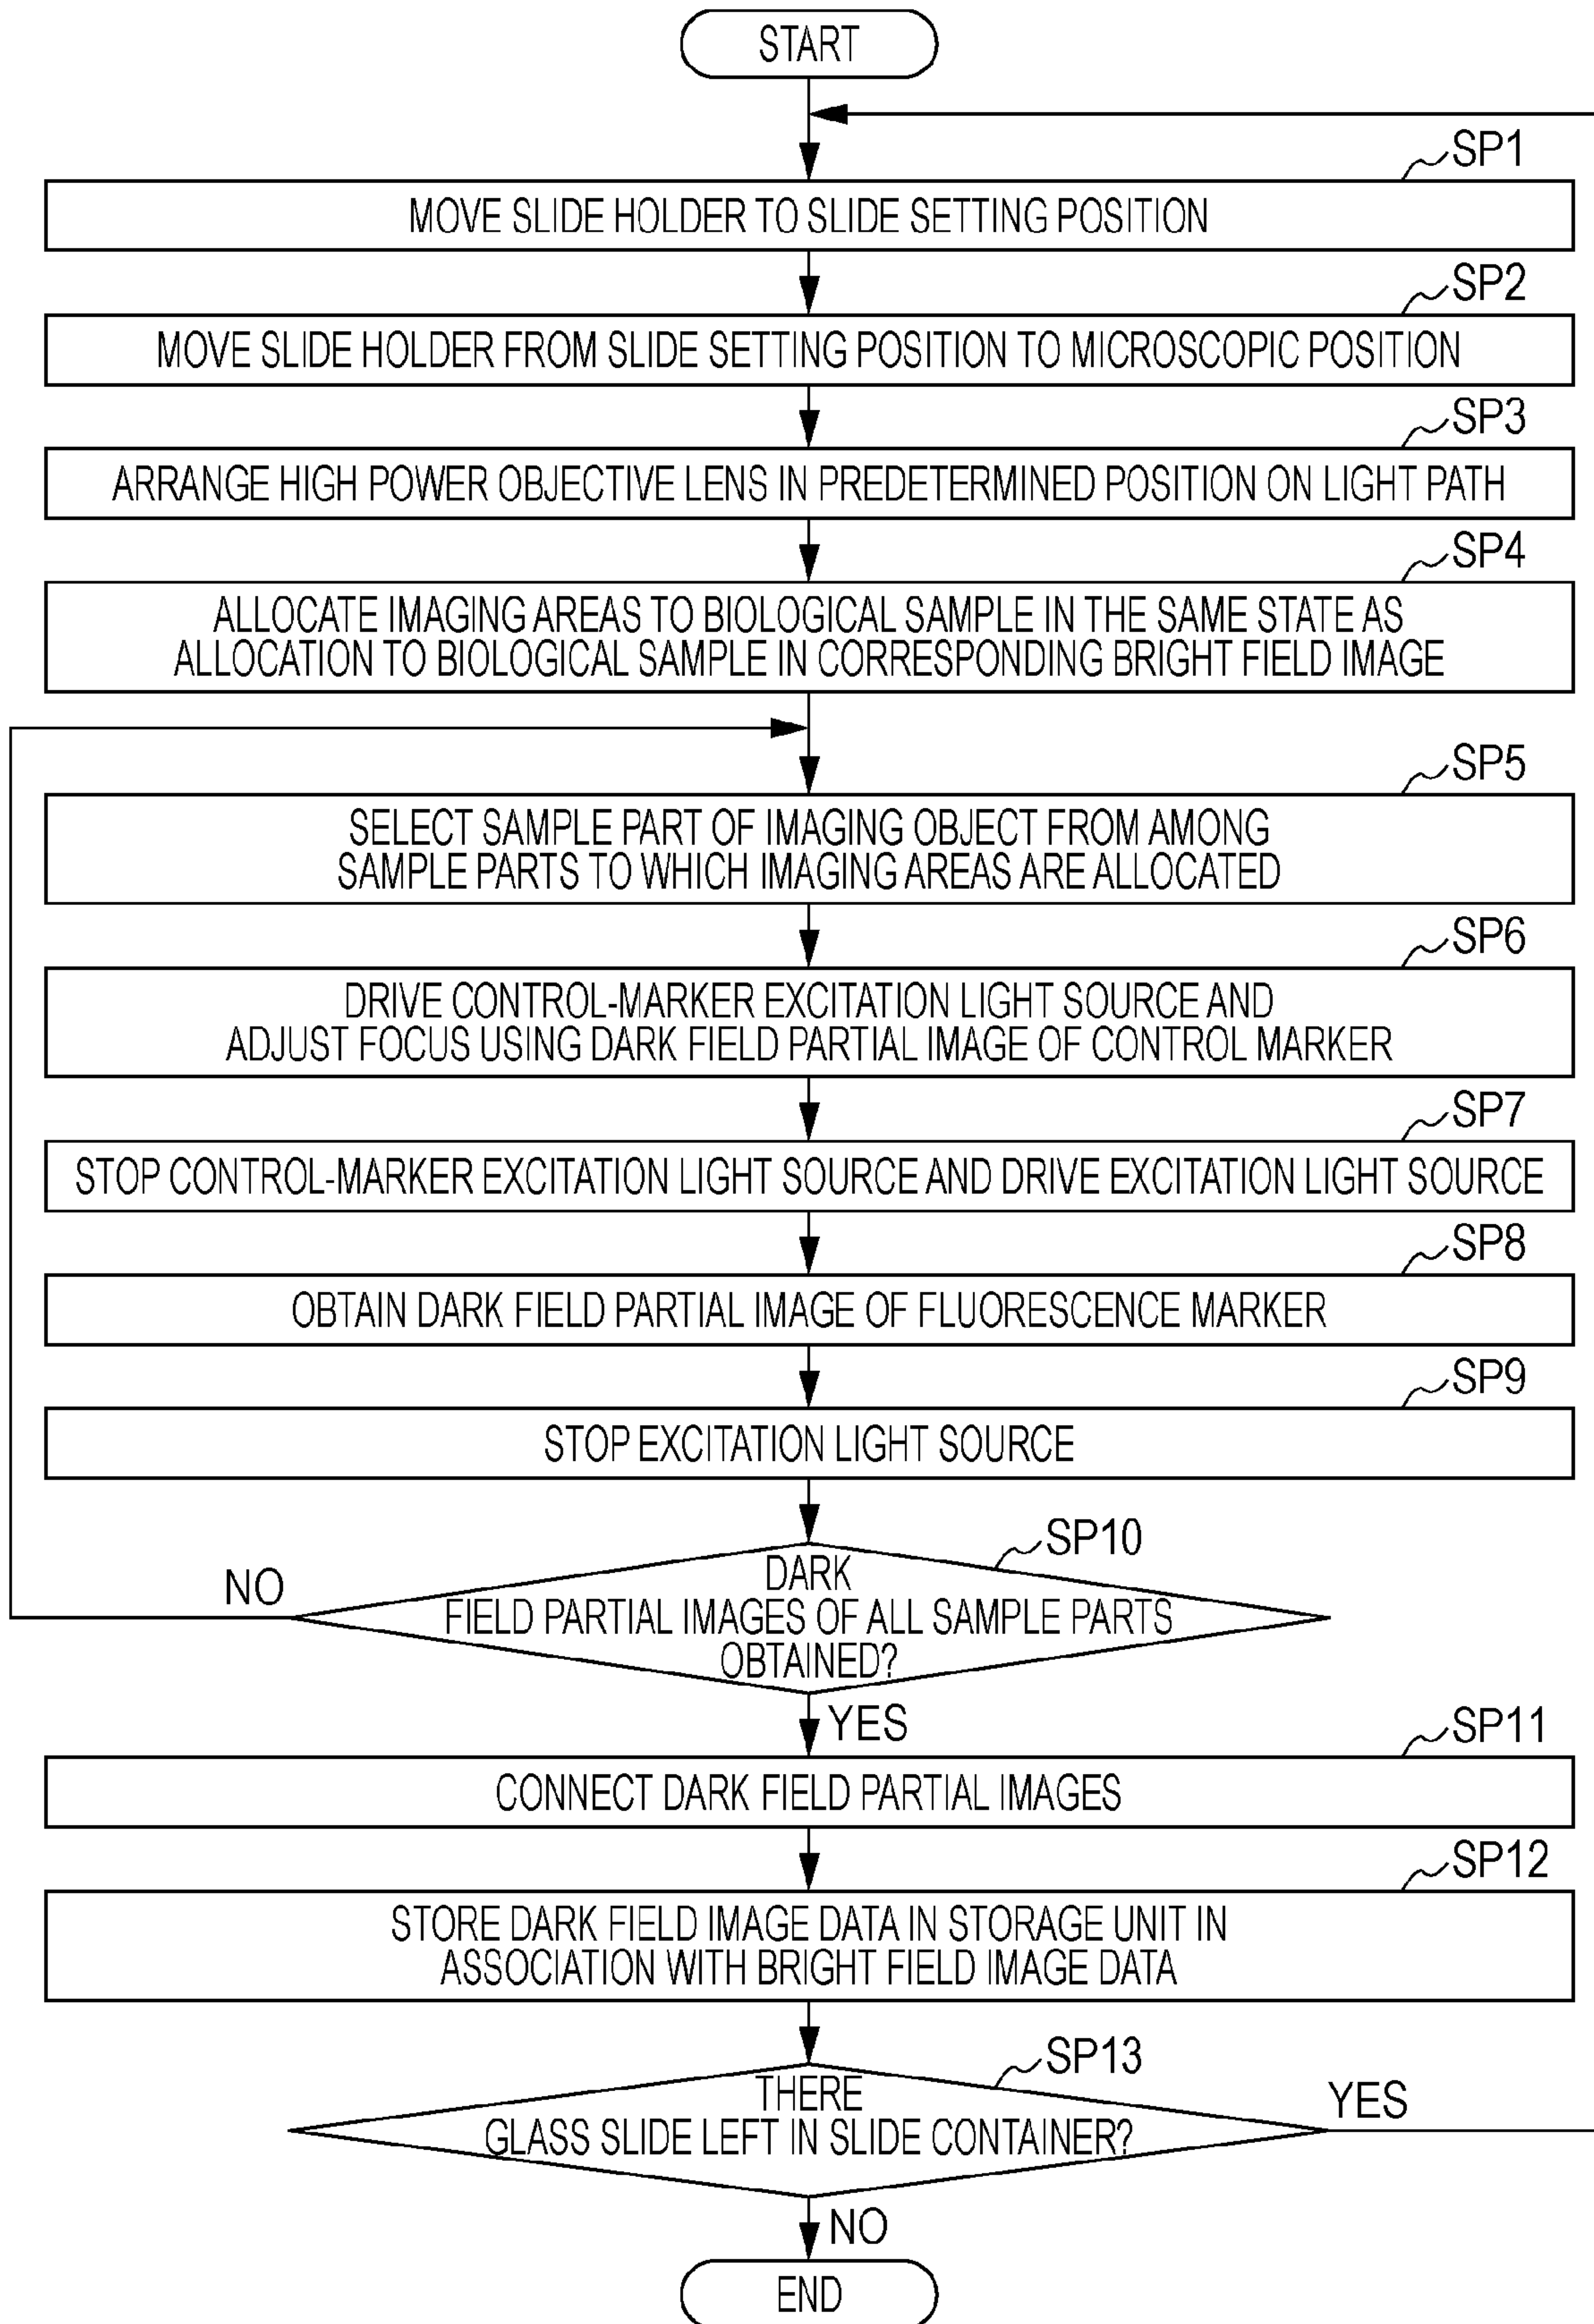 START
SP1
MOVE SLIDE HOLDER TO SLIDE SETTING POSITION
SP2
MOVE SLIDE HOLDER FROM SLIDE SETTING POSITION TO MICROSCOPIC POSITION
SP3
ARRANGE HIGH POWER OBJECTIVE LENS IN PREDETERMINED POSITION ON LIGHT PATH
SP4
ALLOCATE IMAGING AREAS TO BIOLOGICAL SAMPLE IN THE SAME STATE AS
ALLOCATION TO BIOLOGICAL SAMPLE IN CORRESPONDING BRIGHT FIELD IMAGE
SP5
SELECT SAMPLE PART OF IMAGING OBJECT FROM AMONG
SAMPLE PARTS TO WHICH IMAGING AREAS ARE ALLOCATED
SP6
DRIVE CONTROL-MARKER EXCITATION LIGHT SOURCE AND
ADJUST FOCUS USING DARK FIELD PARTIAL IMAGE OF CONTROL MARKER
SP7
STOP CONTROL-MARKER EXCITATION LIGHT SOURCE AND DRIVE EXCITATION LIGHT SOURCE
SP8
OBTAIN DARK FIELD PARTIAL IMAGE OF FLUORESCENCE MARKER
SP9
STOP EXCITATION LIGHT SOURCE
SP10
DARK
FIELD PARTIAL IMAGES OF ALL SAMPLE PARTS
OBTAINED?
NO
YES
SP11
CONNECT DARK FIELD PARTIAL IMAGES
SP12
STORE DARK FIELD IMAGE DATA IN STORAGE UNIT IN
ASSOCIATION WITH BRIGHT FIELD IMAGE DATA
SP13
THERE
GLASS SLIDE LEFT IN SLIDE CONTAINER?
YES
NO
END